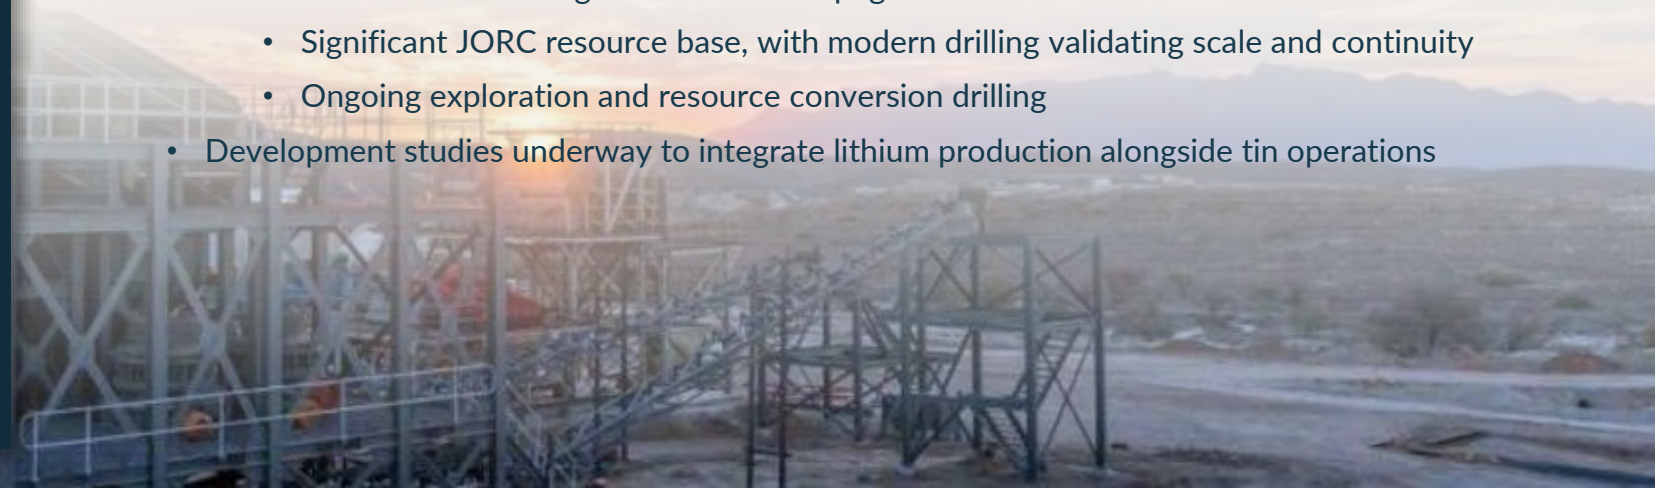 • Significant JORC resource base, with modern drilling validating scale and continuity
• Ongoing exploration and resource conversion drilling
• Development studies underway to integrate lithium production alongside tin operations